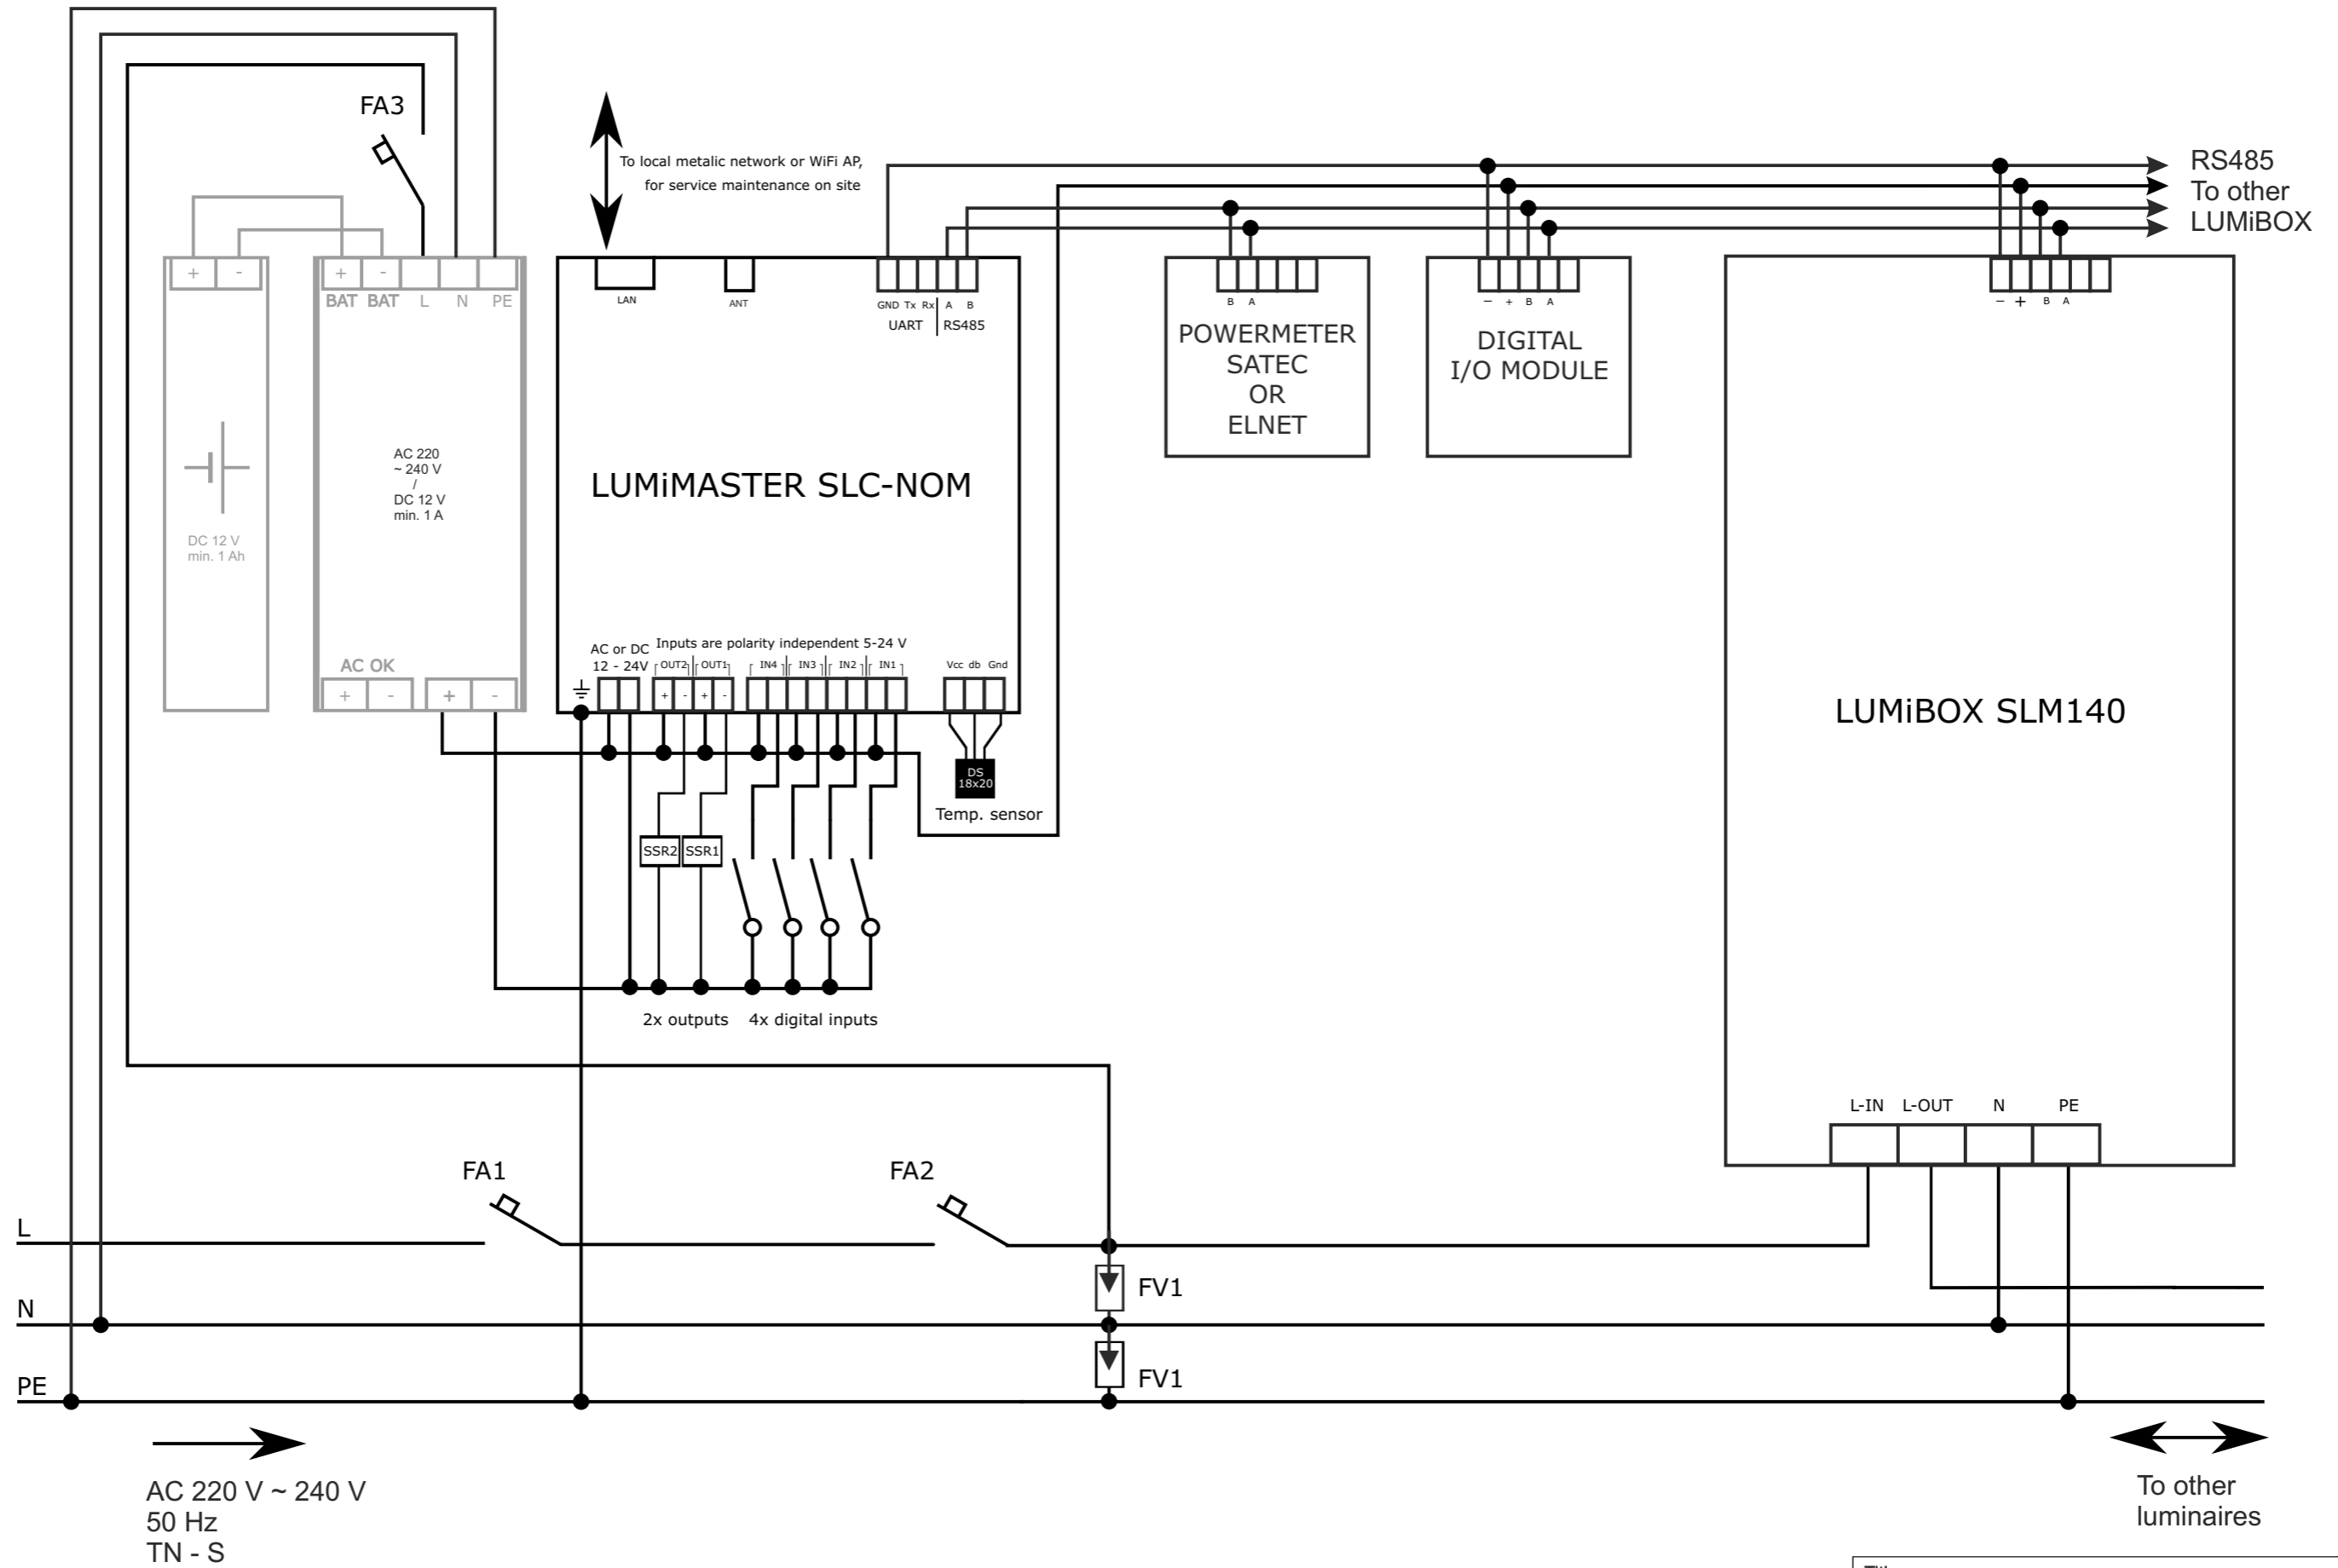 FA3
To local metalic network or WiFi AP,
for service maintenance on site
RS485
To other
LUMiBOX
+ -
+ - 
BAT BAT L N PE
LAN
ANT
GND Tx Rx A B
UART RS485
B A
POWERMETER
SATEC
OR
ELNET
− + B A
DIGITAL
I/O MODULE
− + B A
AC 220
~ 240 V
/
DC 12 V
min. 1 A
DC 12 V
min. 1 Ah
LUMiMASTER SLC-NOM
LUMiBOX SLM140
AC OK
+ - + -
AC or DC
12 - 24V
Inputs are polarity independent 5-24 V
OUT2 OUT1 IN4 IN3 IN2 IN1
+ - + -
Vcc db Gnd
DS
18x20
Temp. sensor
SSR2 SSR1
2x outputs 4x digital inputs
L-IN L-OUT N PE
FA1
FA2
L
FV1
N
FV1
PE
AC 220 V ~ 240 V
50 Hz
TN - S
To other
luminaires